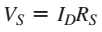 V_S = I_D R_S